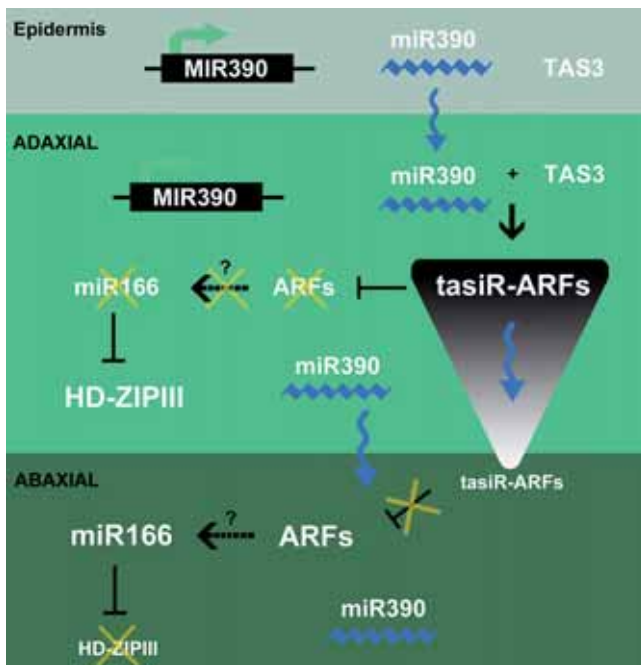 Epidermis
MIR390
miR390
TAS3
ADAXIAL
MIR390
miR390 + TAS3
miR166
?
ARFs
tasiR-ARFs
HD-ZIPIII
miR390
ABAXIAL
tasiR-ARFs
miR166
?
ARFs
HD-ZIPIII
miR390